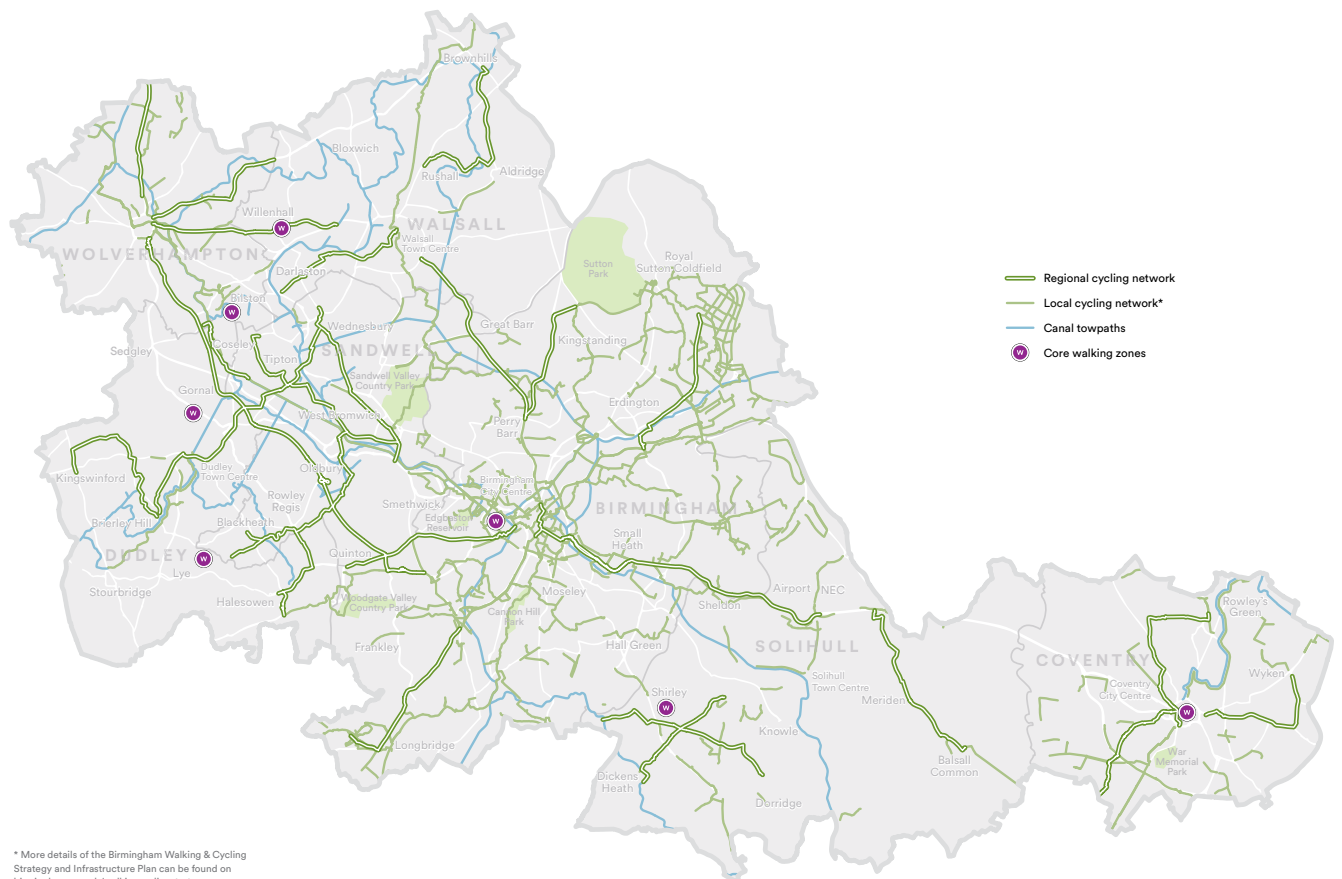 Brownhills
Bloxwich
Rushall
Aldridge
Willenhall
WALSALL
Walsall
Town Centre
WOLVERHAMPTON
Royal
Sutton Coldfield
Sutton
Park
Darlaston
Bilston
Regional cycling network
Local cycling network*
Canal towpaths
W Core walking zones
Wednesbury
Great Barr
Kingstanding
Sedgley
Coseley
SANDWELL
Tipton
Sandwell Valley
Country Park
Gornal
W
West Bromwich
Erdington
Perry
Barr
Kingswinford
Dudley
Town Centre
Oldbury
Birmingham
City Centre
Rowley
Regis
Smethwick
BIRMINGHAM
Brierley Hill
Blackheath
Edgbaston
Reservoir
W
Small
Heath
DUDLEY
W
Quinton
Lye
Stourbridge
Halesowen
Woodgate Valley
Country Park
Moseley
Airport
NEC
Cannon Hill
Park
Sheldon
Rowley's
Green
Frankley
Hall Green
SOLIHULL
COVENTRY
Wyken
Solihull
Town Centre
Coventry
City Centre
Shirley
W
Meriden
W
Longbridge
Knowle
War
Memorial
Park
Balsall
Common
Dickens
Heath
Dorridge
W
W
* More details of the Birmingham Walking & Cycling
Strategy and Infrastructure Plan can be found on